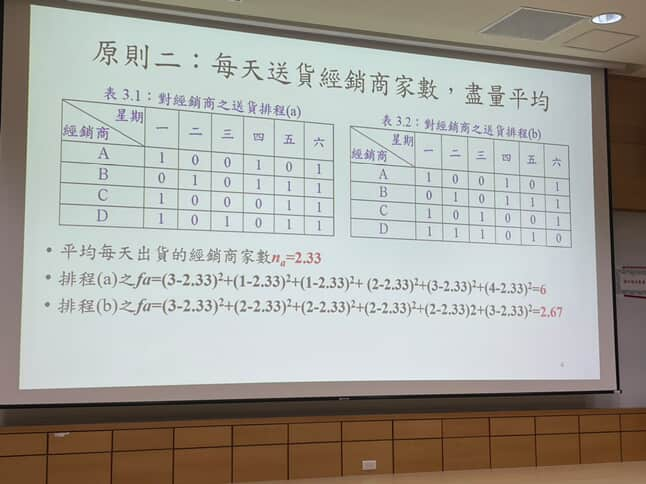 原則二：每天送貨經銷商家數，盡量平均
表 3.1：對經銷商之送貨排程(a)
星期 一 二 三 四 五 六
經銷商
A 1 0 0 1 0 1
B 0 1 0 1 1 1
C 1 0 0 0 1 1
D 1 0 1 0 1 1
表 3.2：對經銷商之送貨排程(b)
星期 一 二 三 四 五 六
經銷商
A 1 0 0 1 0 1
B 0 1 0 1 1 1
C 1 0 1 0 0 1
D 1 1 1 0 1 0
• 平均每天出貨的經銷商家數na=2.33
• 排程(a)之fa=(3-2.33)²+(1-2.33)²+(1-2.33)²+ (2-2.33)²+(3-2.33)²+(4-2.33)²=6
• 排程(b)之fa=(3-2.33)²+(2-2.33)²+(2-2.33)²+(2-2.33)²+(2-2.33)2+(3-2.33)²=2.67
4